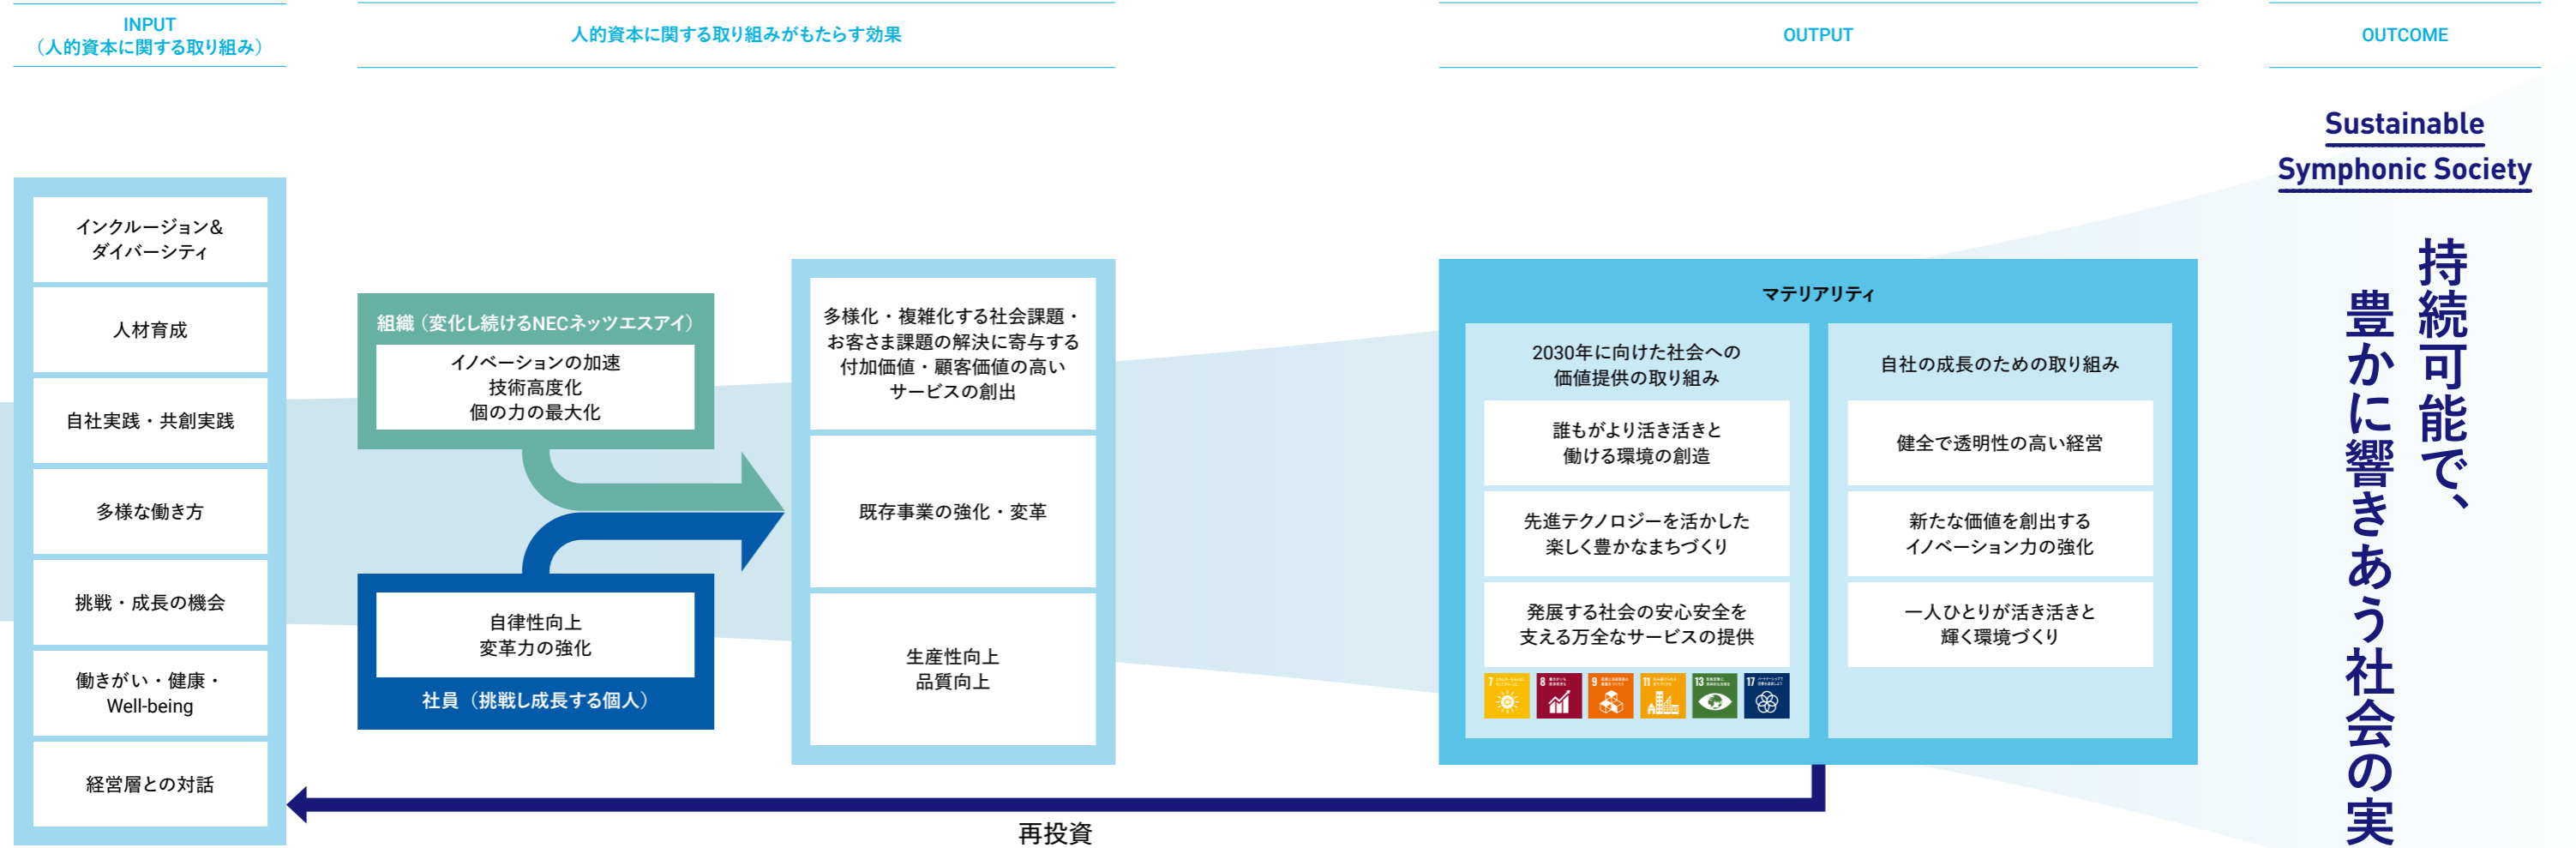 INPUT
（人的資本に関する取り組み）
人的資本に関する取り組みがもたらす効果
OUTPUT
OUTCOME
インクルージョン＆
ダイバーシティ
人材育成
自社実践・共創実践
多様な働き方
挑戦・成長の機会
働きがい・健康・
Well-being
経営層との対話
組織（変化し続けるNECネッツエスアイ）
イノベーションの加速
技術高度化
個の力の最大化
自律性向上
変革力の強化
社員（挑戦し成長する個人）
多様化・複雑化する社会課題・
お客さま課題の解決に寄与する
付加価値・顧客価値の高い
サービスの創出
既存事業の強化・変革
生産性向上
品質向上
マテリアリティ
2030年に向けた社会への
価値提供の取り組み
誰もがより活き活きと
働ける環境の創造
先進テクノロジーを活かした
楽しく豊かなまちづくり
発展する社会の安心安全を
支える万全なサービスの提供
7
8
9
11
13
17
自社の成長のための取り組み
健全で透明性の高い経営
新たな価値を創出する
イノベーション力の強化
一人ひとりが活き活きと
輝く環境づくり
再投資
Sustainable
Symphonic Society
持続可能で、
豊かに響きあう社会の実